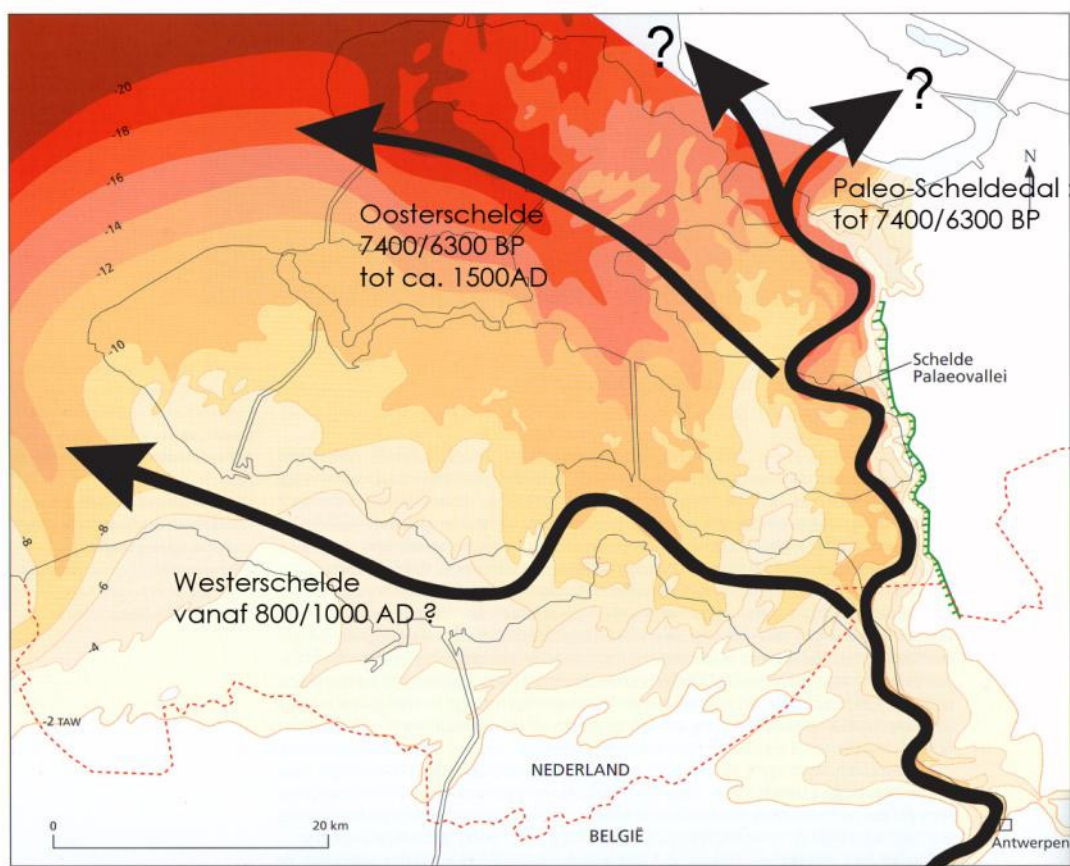 ?
?
-20
-18
-16
-14
-12
-10
-8
-8
-6
-4
-2 TAW
N
Paleo-Scheldedal :
tot 7400/6300 BP
Oosterschelde
7400/6300 BP
tot ca. 1500AD
Schelde
Palaeovallei
Westerschelde
vanaf 800/1000 AD ?
NEDERLAND
BELGIË
0
20 km
Antwerpen